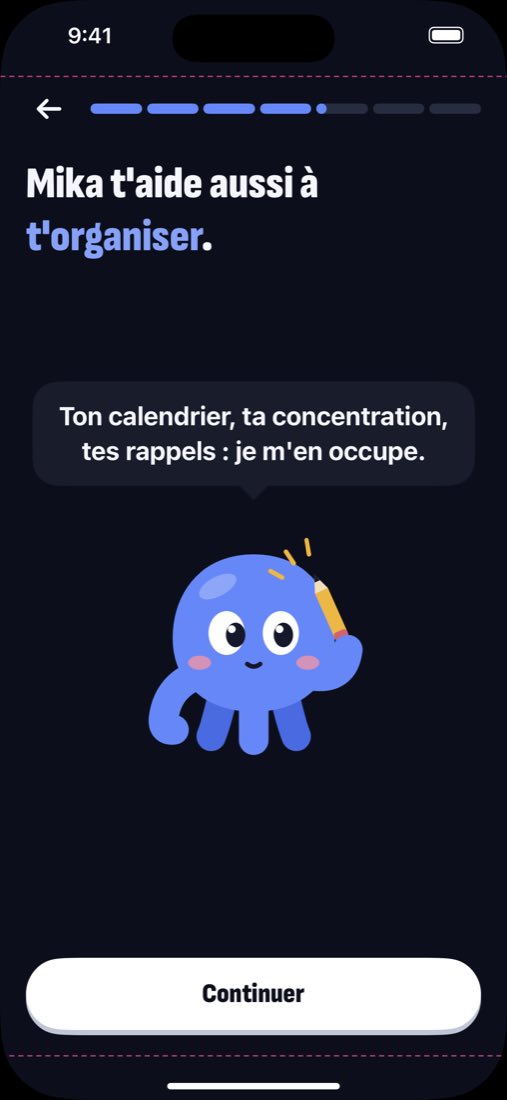 9:41
Mika t'aide aussi à
t'organiser.
Ton calendrier, ta concentration,
tes rappels : je m'en occupe.
Continuer